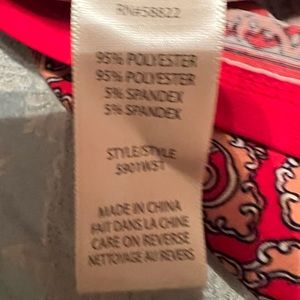 RN#58822
95% POLYESTER
95% POLYESTER
5% SPANDEX
5% SPANDEX
STYLE/STYLE
5901WST
MADE IN CHINA
FAIT DANS LA CHINE
CARE ON REVERSE
NETTOYAGE AU REVERS